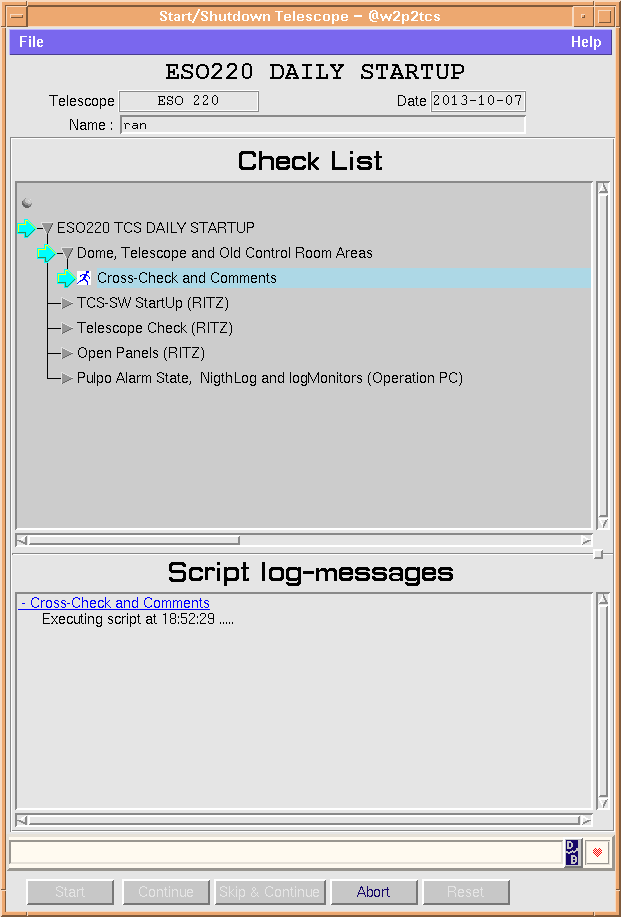 Start/Shutdown Telescope - @w2p2tcs
File Help
ESO220 DAILY STARTUP
Telescope ESO 220 Date 2013-10-07
Name : ran
Check List
ESO220 TCS DAILY STARTUP
Dome, Telescope and Old Control Room Areas
Cross-Check and Comments
TCS-SW StartUp (RITZ)
Telescope Check (RITZ)
Open Panels (RITZ)
Pulpo Alarm State, NigthLog and logMonitors (Operation PC)
Script log-messages
- Cross-Check and Comments
Executing script at 18:52:29 .....
D
B
Start Continue Skip & Continue Abort Reset